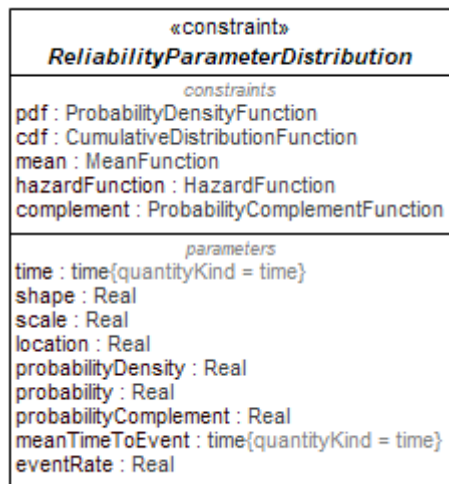 «constraint»
ReliabilityParameterDistribution
constraints
pdf : ProbabilityDensityFunction
cdf : CumulativeDistributionFunction
mean : MeanFunction
hazardFunction : HazardFunction
complement : ProbabilityComplementFunction
parameters
time : time{quantityKind = time}
shape : Real
scale : Real
location : Real
probabilityDensity : Real
probability : Real
probabilityComplement : Real
meanTimeToEvent : time{quantityKind = time}
eventRate : Real